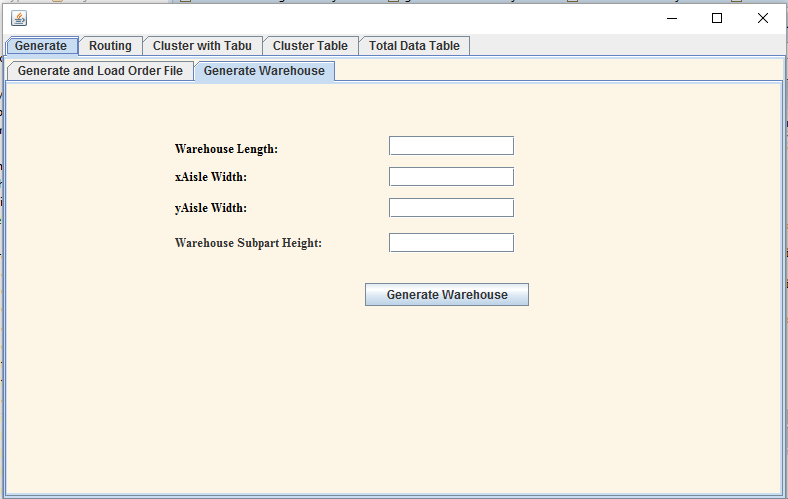 Generate Routing Cluster with Tabu Cluster Table Total Data Table
Generate and Load Order File Generate Warehouse
Warehouse Length:
xAisle Width:
yAisle Width:
Warehouse Subpart Height:
Generate Warehouse